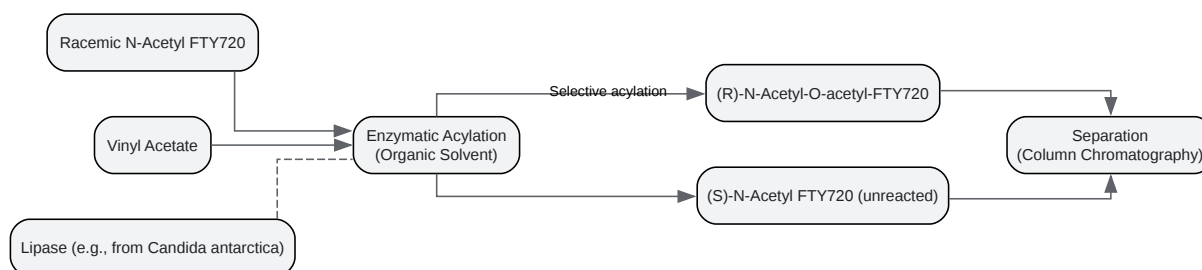 Racemic N-Acetyl FTY720
Vinyl Acetate
Lipase (e.g., from Candida antarctica)
Enzymatic Acylation
(Organic Solvent)
Selective acylation
(R)-N-Acetyl-O-acetyl-FTY720
(S)-N-Acetyl FTY720 (unreacted)
Separation
(Column Chromatography)